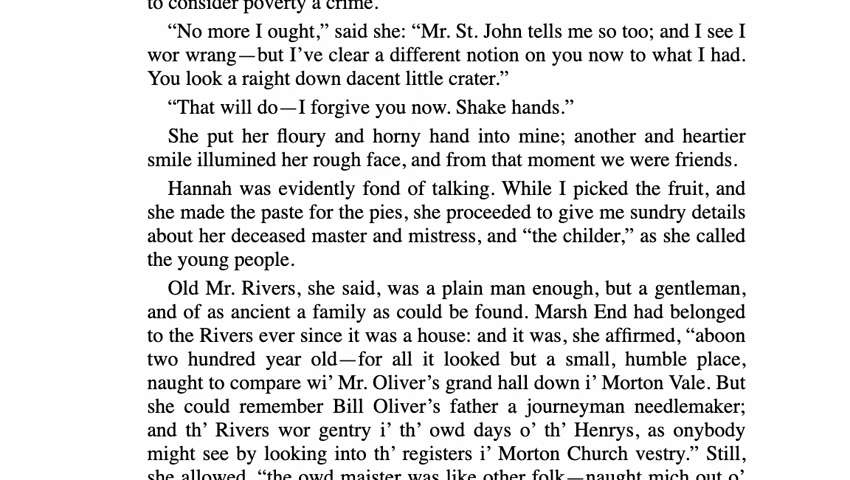 to consider poverty a crime.”
“No more I ought,” said she: “Mr. St. John tells me so too; and I see I
wor wrang—but I’ve clear a different notion on you now to what I had.
You look a raight down dacent little crater.”
“That will do—I forgive you now. Shake hands.”
She put her floury and horny hand into mine; another and heartier
smile illumined her rough face, and from that moment we were friends.
Hannah was evidently fond of talking. While I picked the fruit, and
she made the paste for the pies, she proceeded to give me sundry details
about her deceased master and mistress, and “the childer,” as she called
the young people.
Old Mr. Rivers, she said, was a plain man enough, but a gentleman,
and of as ancient a family as could be found. Marsh End had belonged
to the Rivers ever since it was a house: and it was, she affirmed, “aboon
two hundred year old—for all it looked but a small, humble place,
naught to compare wi’ Mr. Oliver’s grand hall down i’ Morton Vale. But
she could remember Bill Oliver’s father a journeyman needlemaker;
and th’ Rivers wor gentry i’ th’ owd days o’ th’ Henrys, as onybody
might see by looking into th’ registers i’ Morton Church vestry.” Still,
she allowed, “the owd maister was like other folk—naught mich out o’